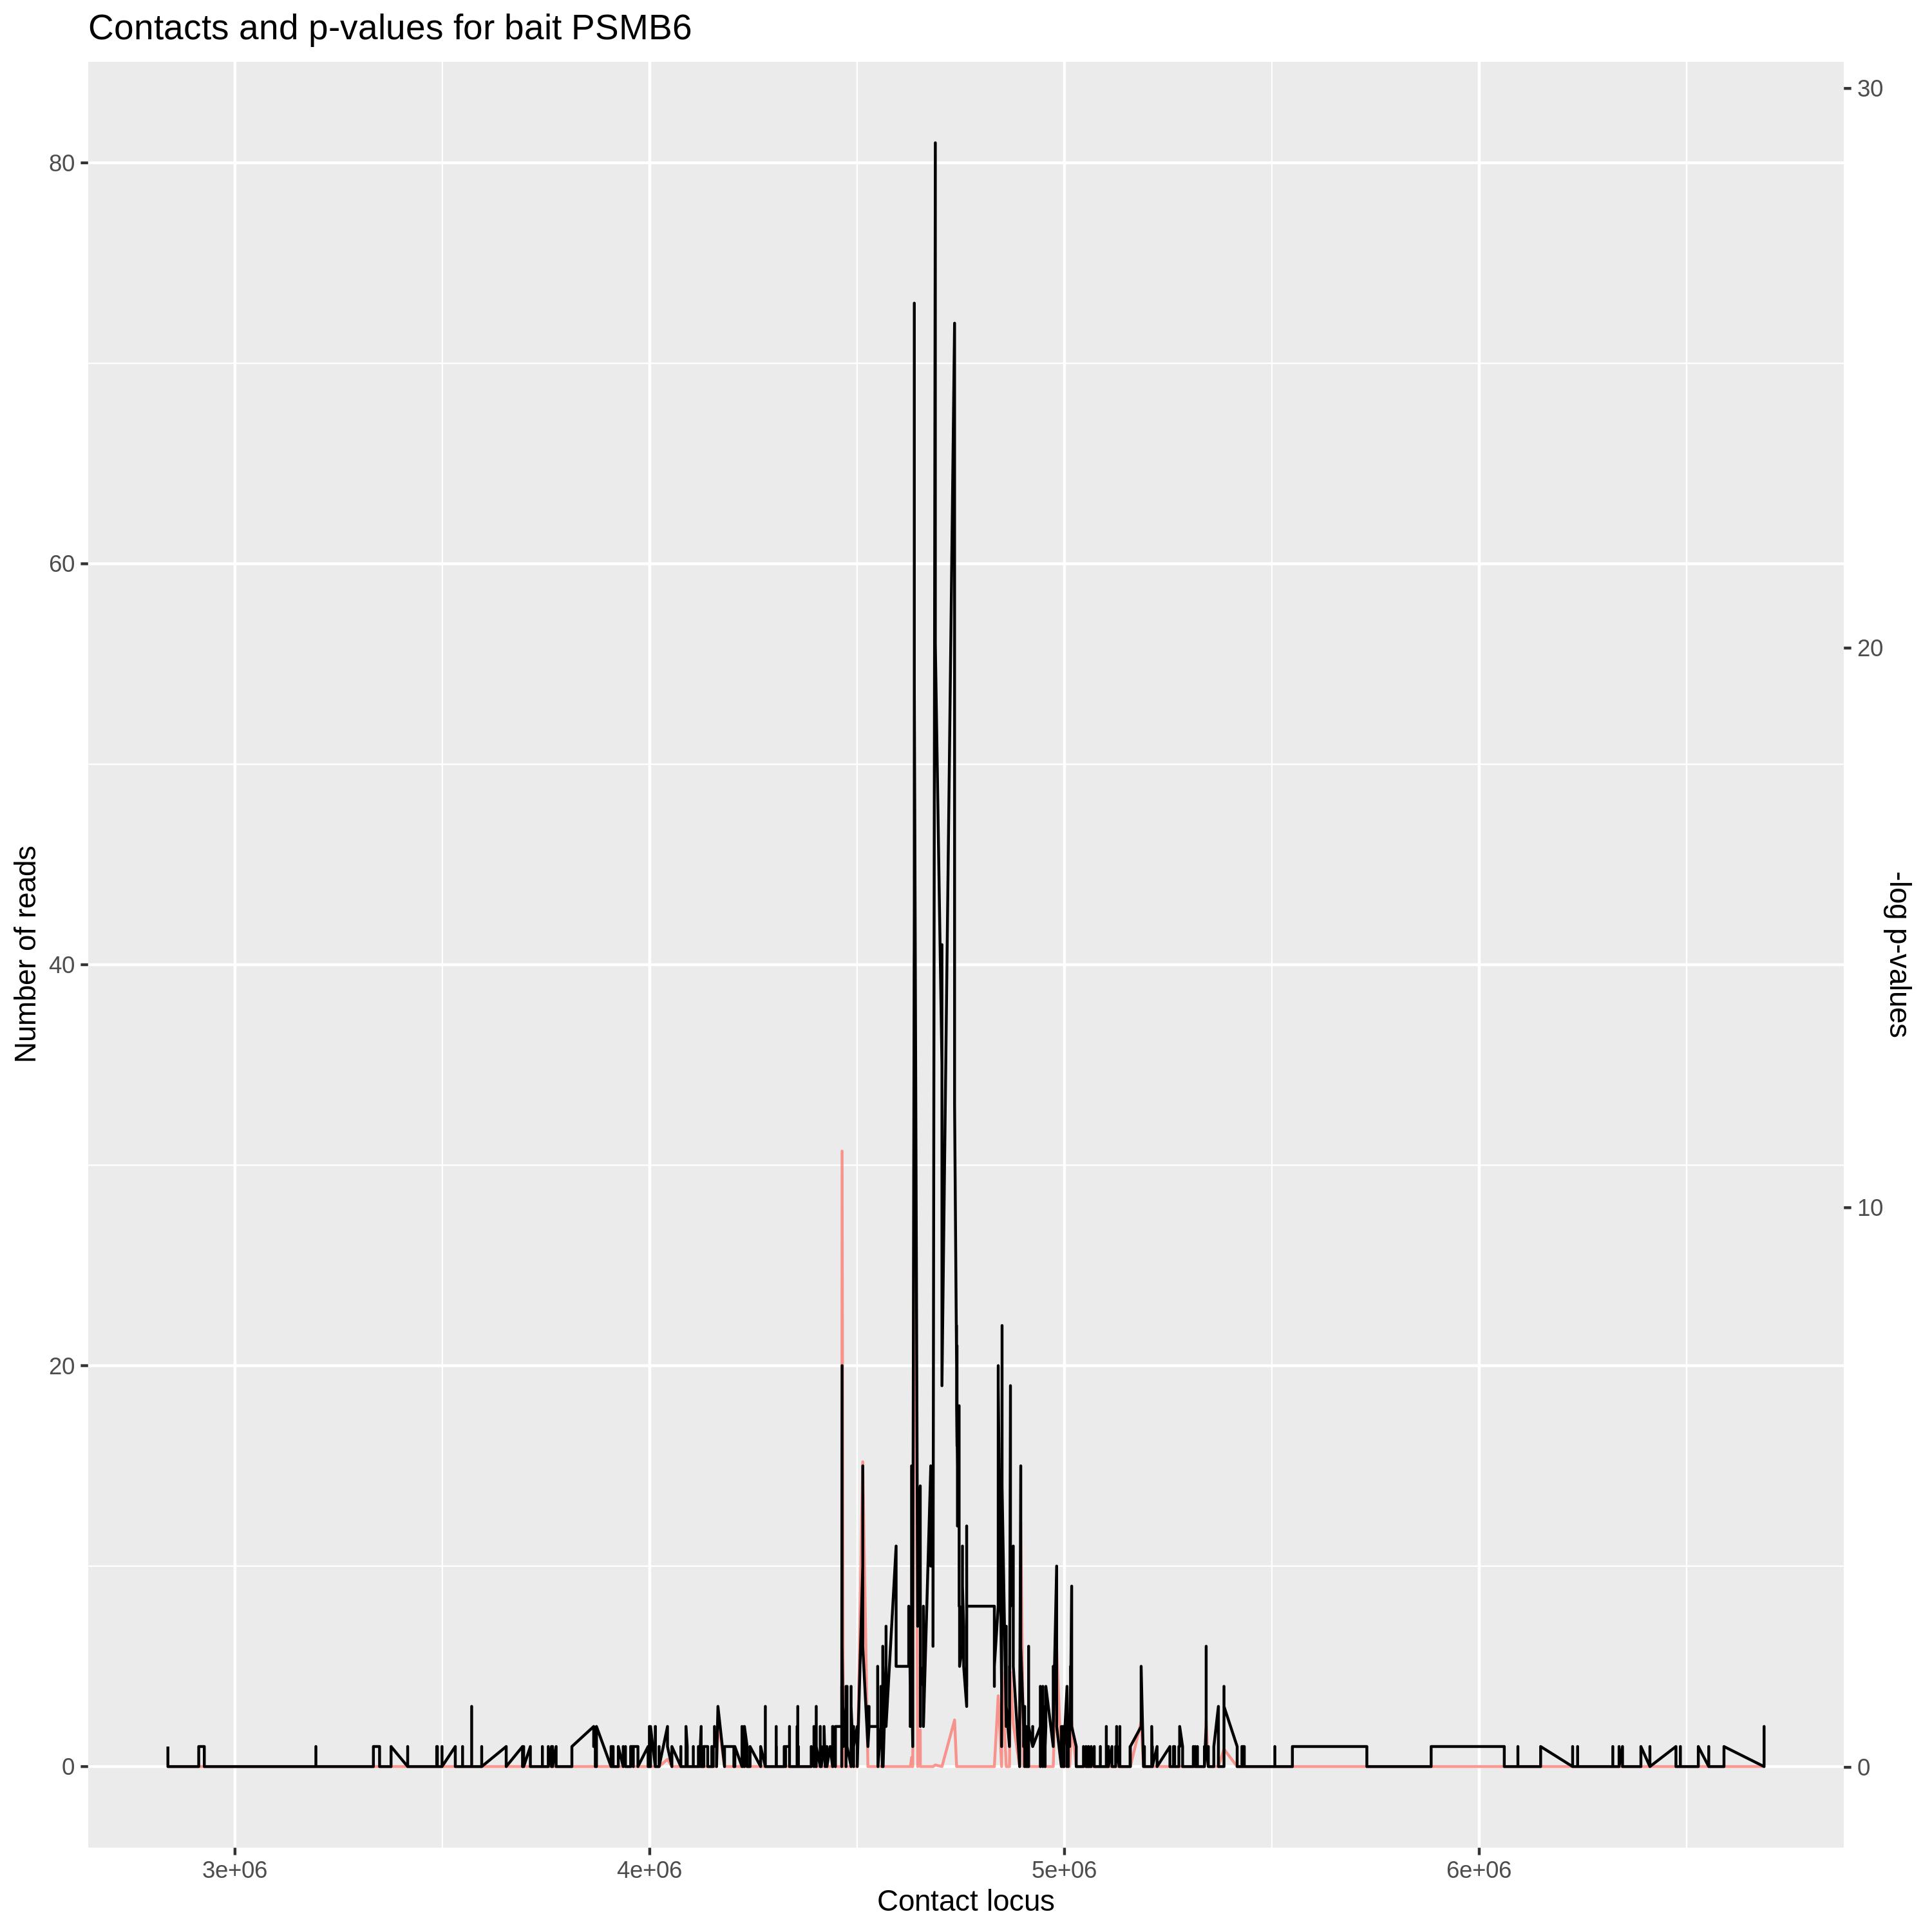 Contacts and p-values for bait PSMB6
80
60
40
20
0
Number of reads
30
20
10
0
-log p-values
3e+06 4e+06 5e+06 6e+06
Contact locus